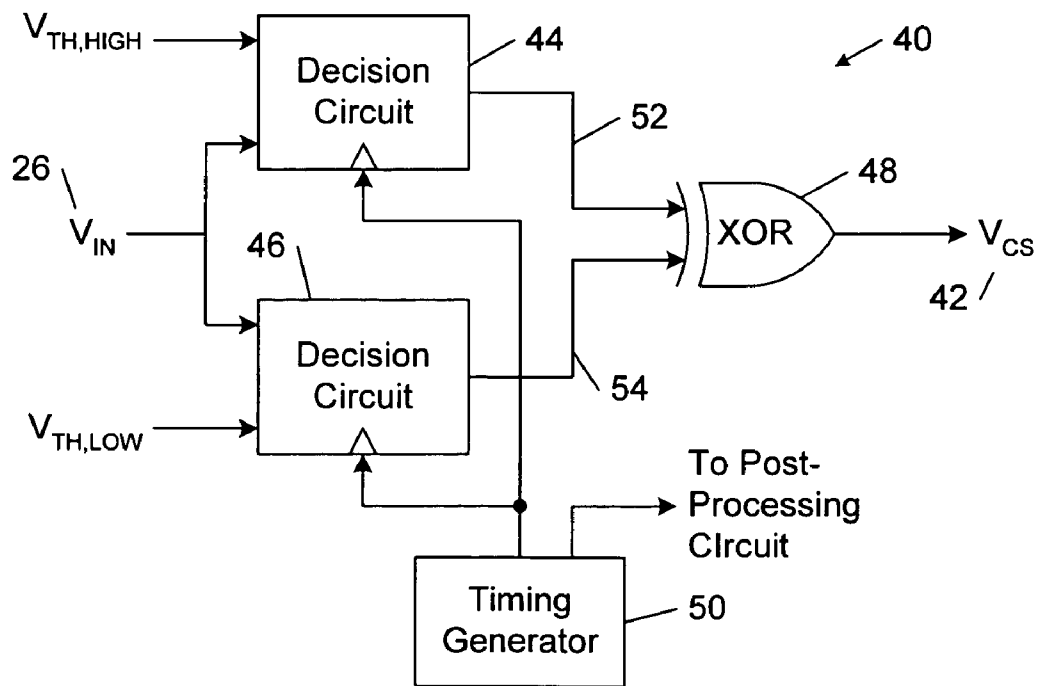 V_TH,HIGH
44
40
Decision
Circuit
52
26
48
V_IN
XOR
V_CS
46
42
Decision
Circuit
54
V_TH,LOW
To Post-
Processing
CIrcuit
Timing
Generator
50